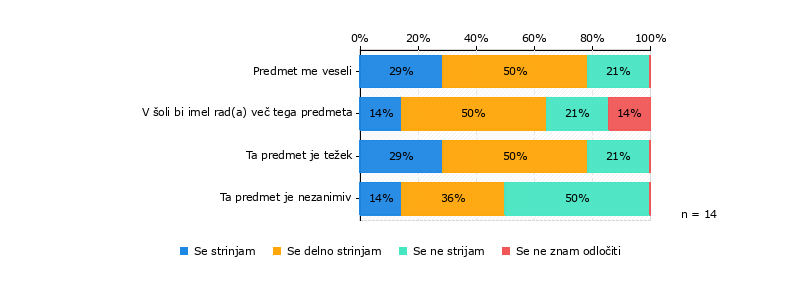 0% 20% 40% 60% 80% 100%
Predmet me veseli 29% 50% 21%
V šoli bi imel rad(a) več tega predmeta 14% 50% 21% 14%
Ta predmet je težek 29% 50% 21%
Ta predmet je nezanimiv 14% 36% 50%
n = 14
Se strinjam Se delno strinjam Se ne strijam Se ne znam odločiti